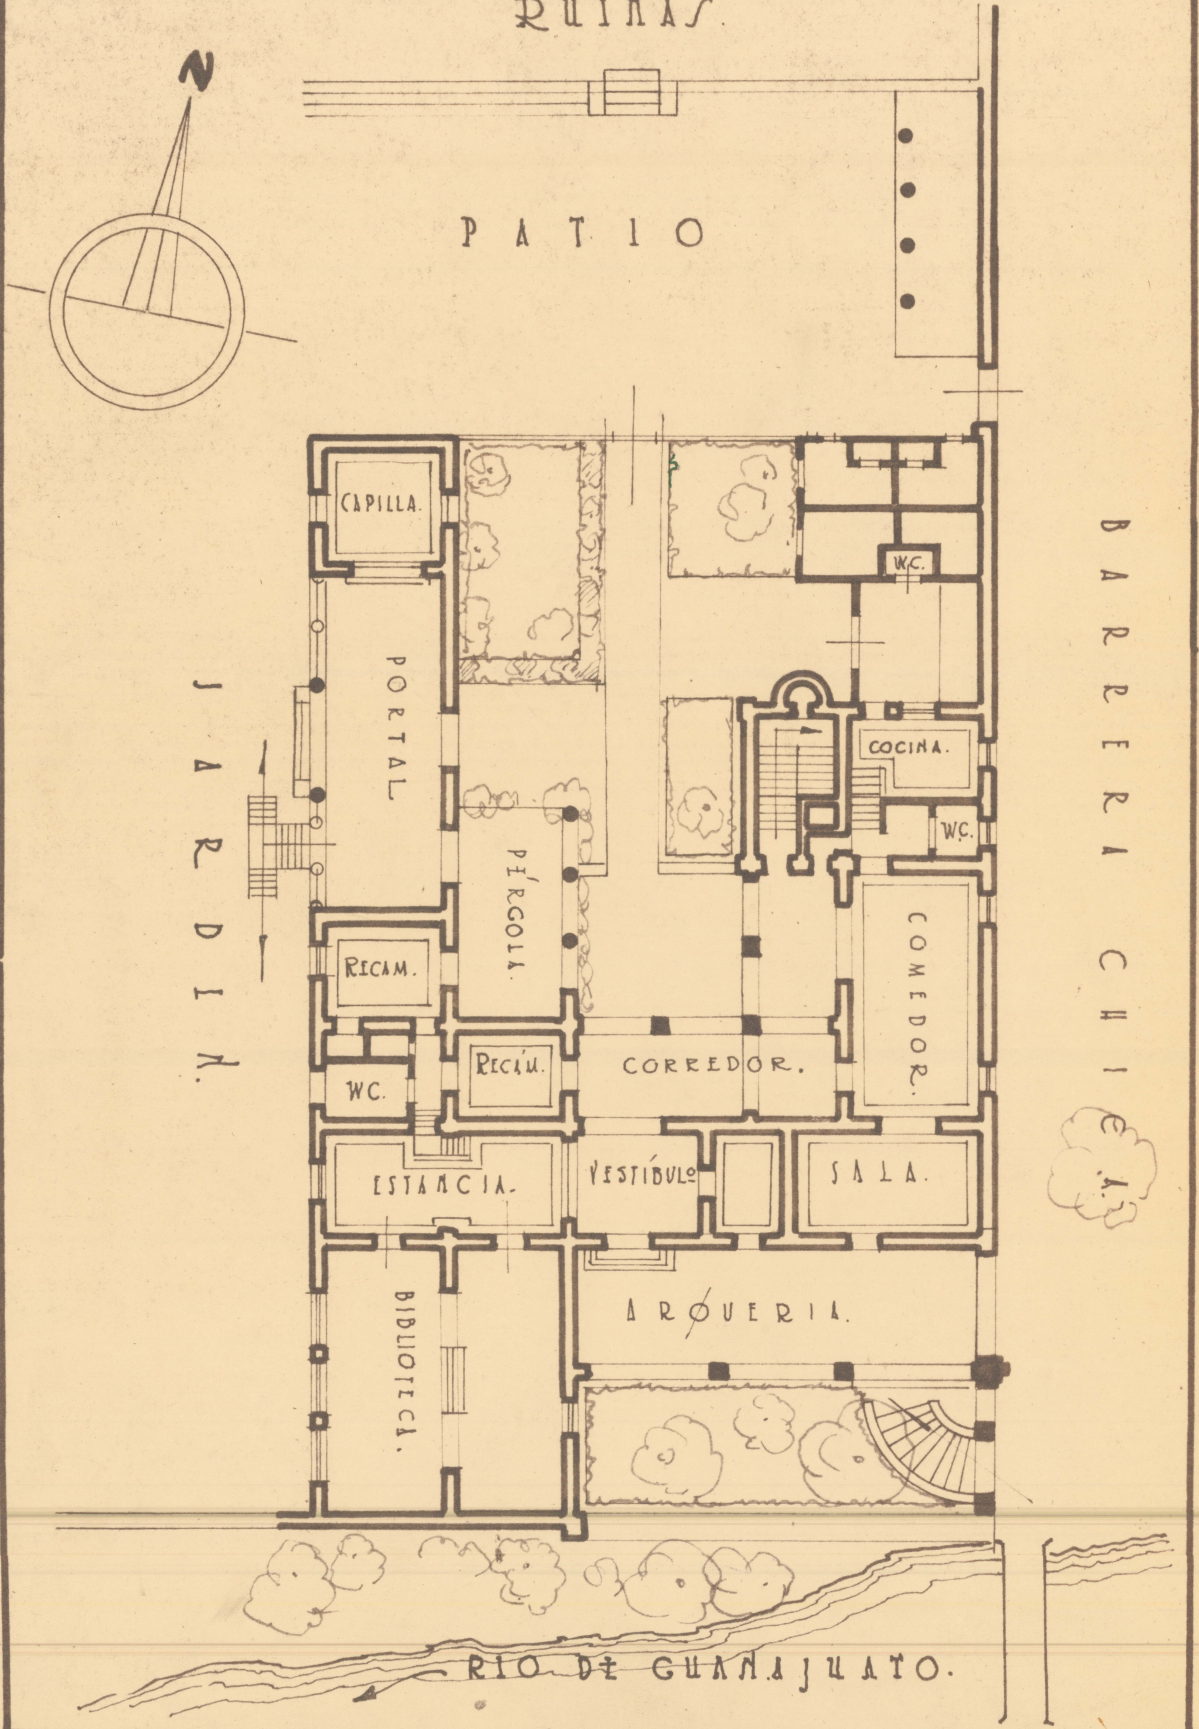 RUINAS.
N
PATIO
CAPILLA.
W.C.
BARRERA CHICA.
PORTAL
JARDIN.
COCINA.
W.C.
PÉRGOLA.
COMEDOR.
RECAM.
RECÁM.
CORREDOR.
WC.
ESTANCIA.
VESTÍBULO
SALA.
BIBLIOTECA.
ARQUERIA.
RIO DE GUANAJUATO.